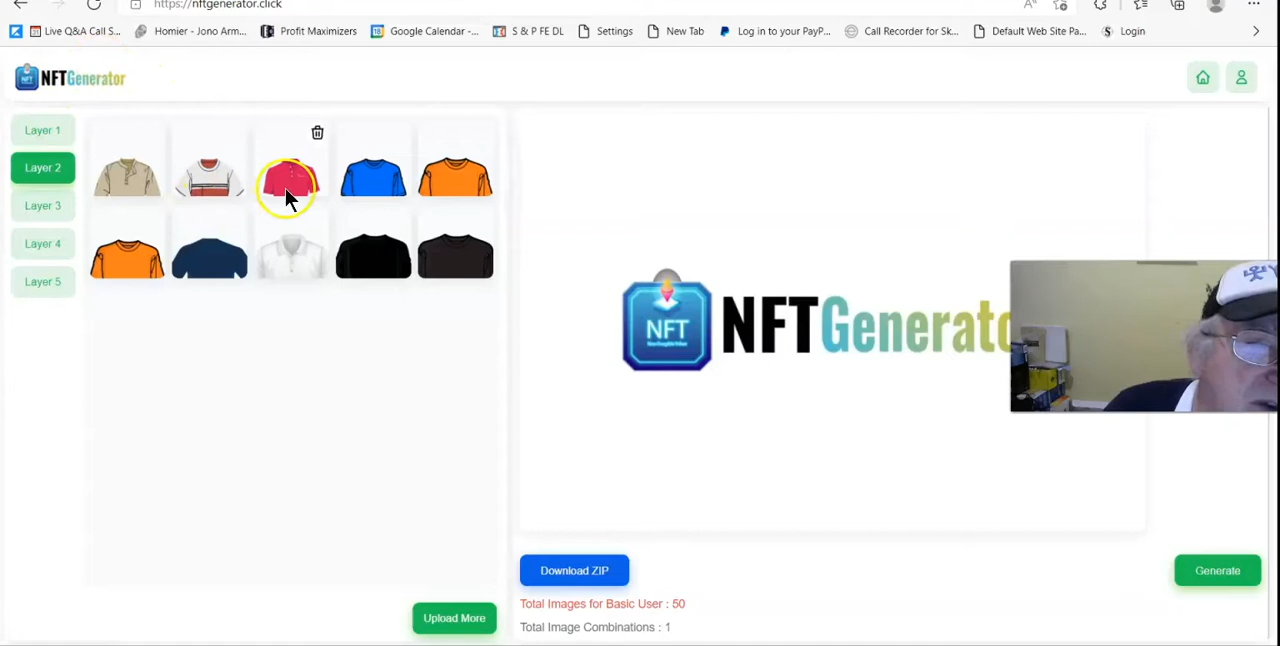 https://nftgenerator.click
Live Q&A Call S...
Homier - Jono Arm...
Profit Maximizers
Google Calendar -...
S & P FE DL
Settings
New Tab
Log in to your PayP...
Call Recorder for Sk...
Default Web Site Pa...
Login
NFTGenerator
Layer 1
Layer 2
Layer 3
Layer 4
Layer 5
NFT
NFTGenerato
Download ZIP
Generate
Total Images for Basic User : 50
Upload More
Total Image Combinations : 1